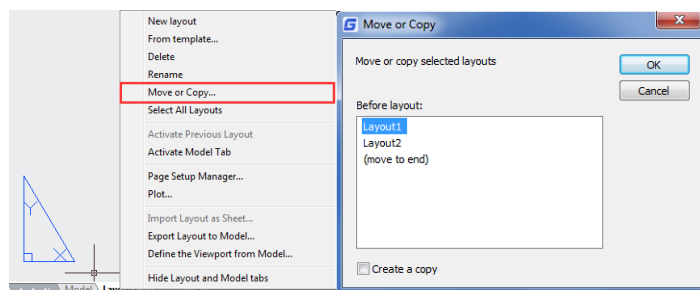 New layout
From template...
Delete
Rename
Move or Copy...
Select All Layouts
Activate Previous Layout
Activate Model Tab
Page Setup Manager...
Plot...
Import Layout as Sheet...
Export Layout to Model...
Define the Viewport from Model...
Hide Layout and Model tabs
Y
X
Model
Move or Copy
Move or copy selected layouts
OK
Cancel
Before layout:
Layout1
Layout2
(move to end)
Create a copy